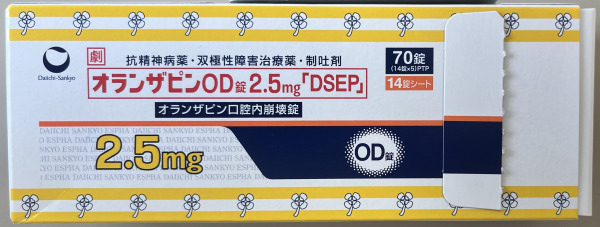 劇
抗精神病薬・双極性障害治療薬・制吐剤
オランザピンOD錠2.5mg「DSEP」
オランザピン口腔内崩壊錠
Daiichi-Sankyo
70錠
(14錠×5)PTP
14錠シート
DAIICHI SANKYO ESPHA DAIICHI SANKYO ESPHA
2.5mg
OD錠